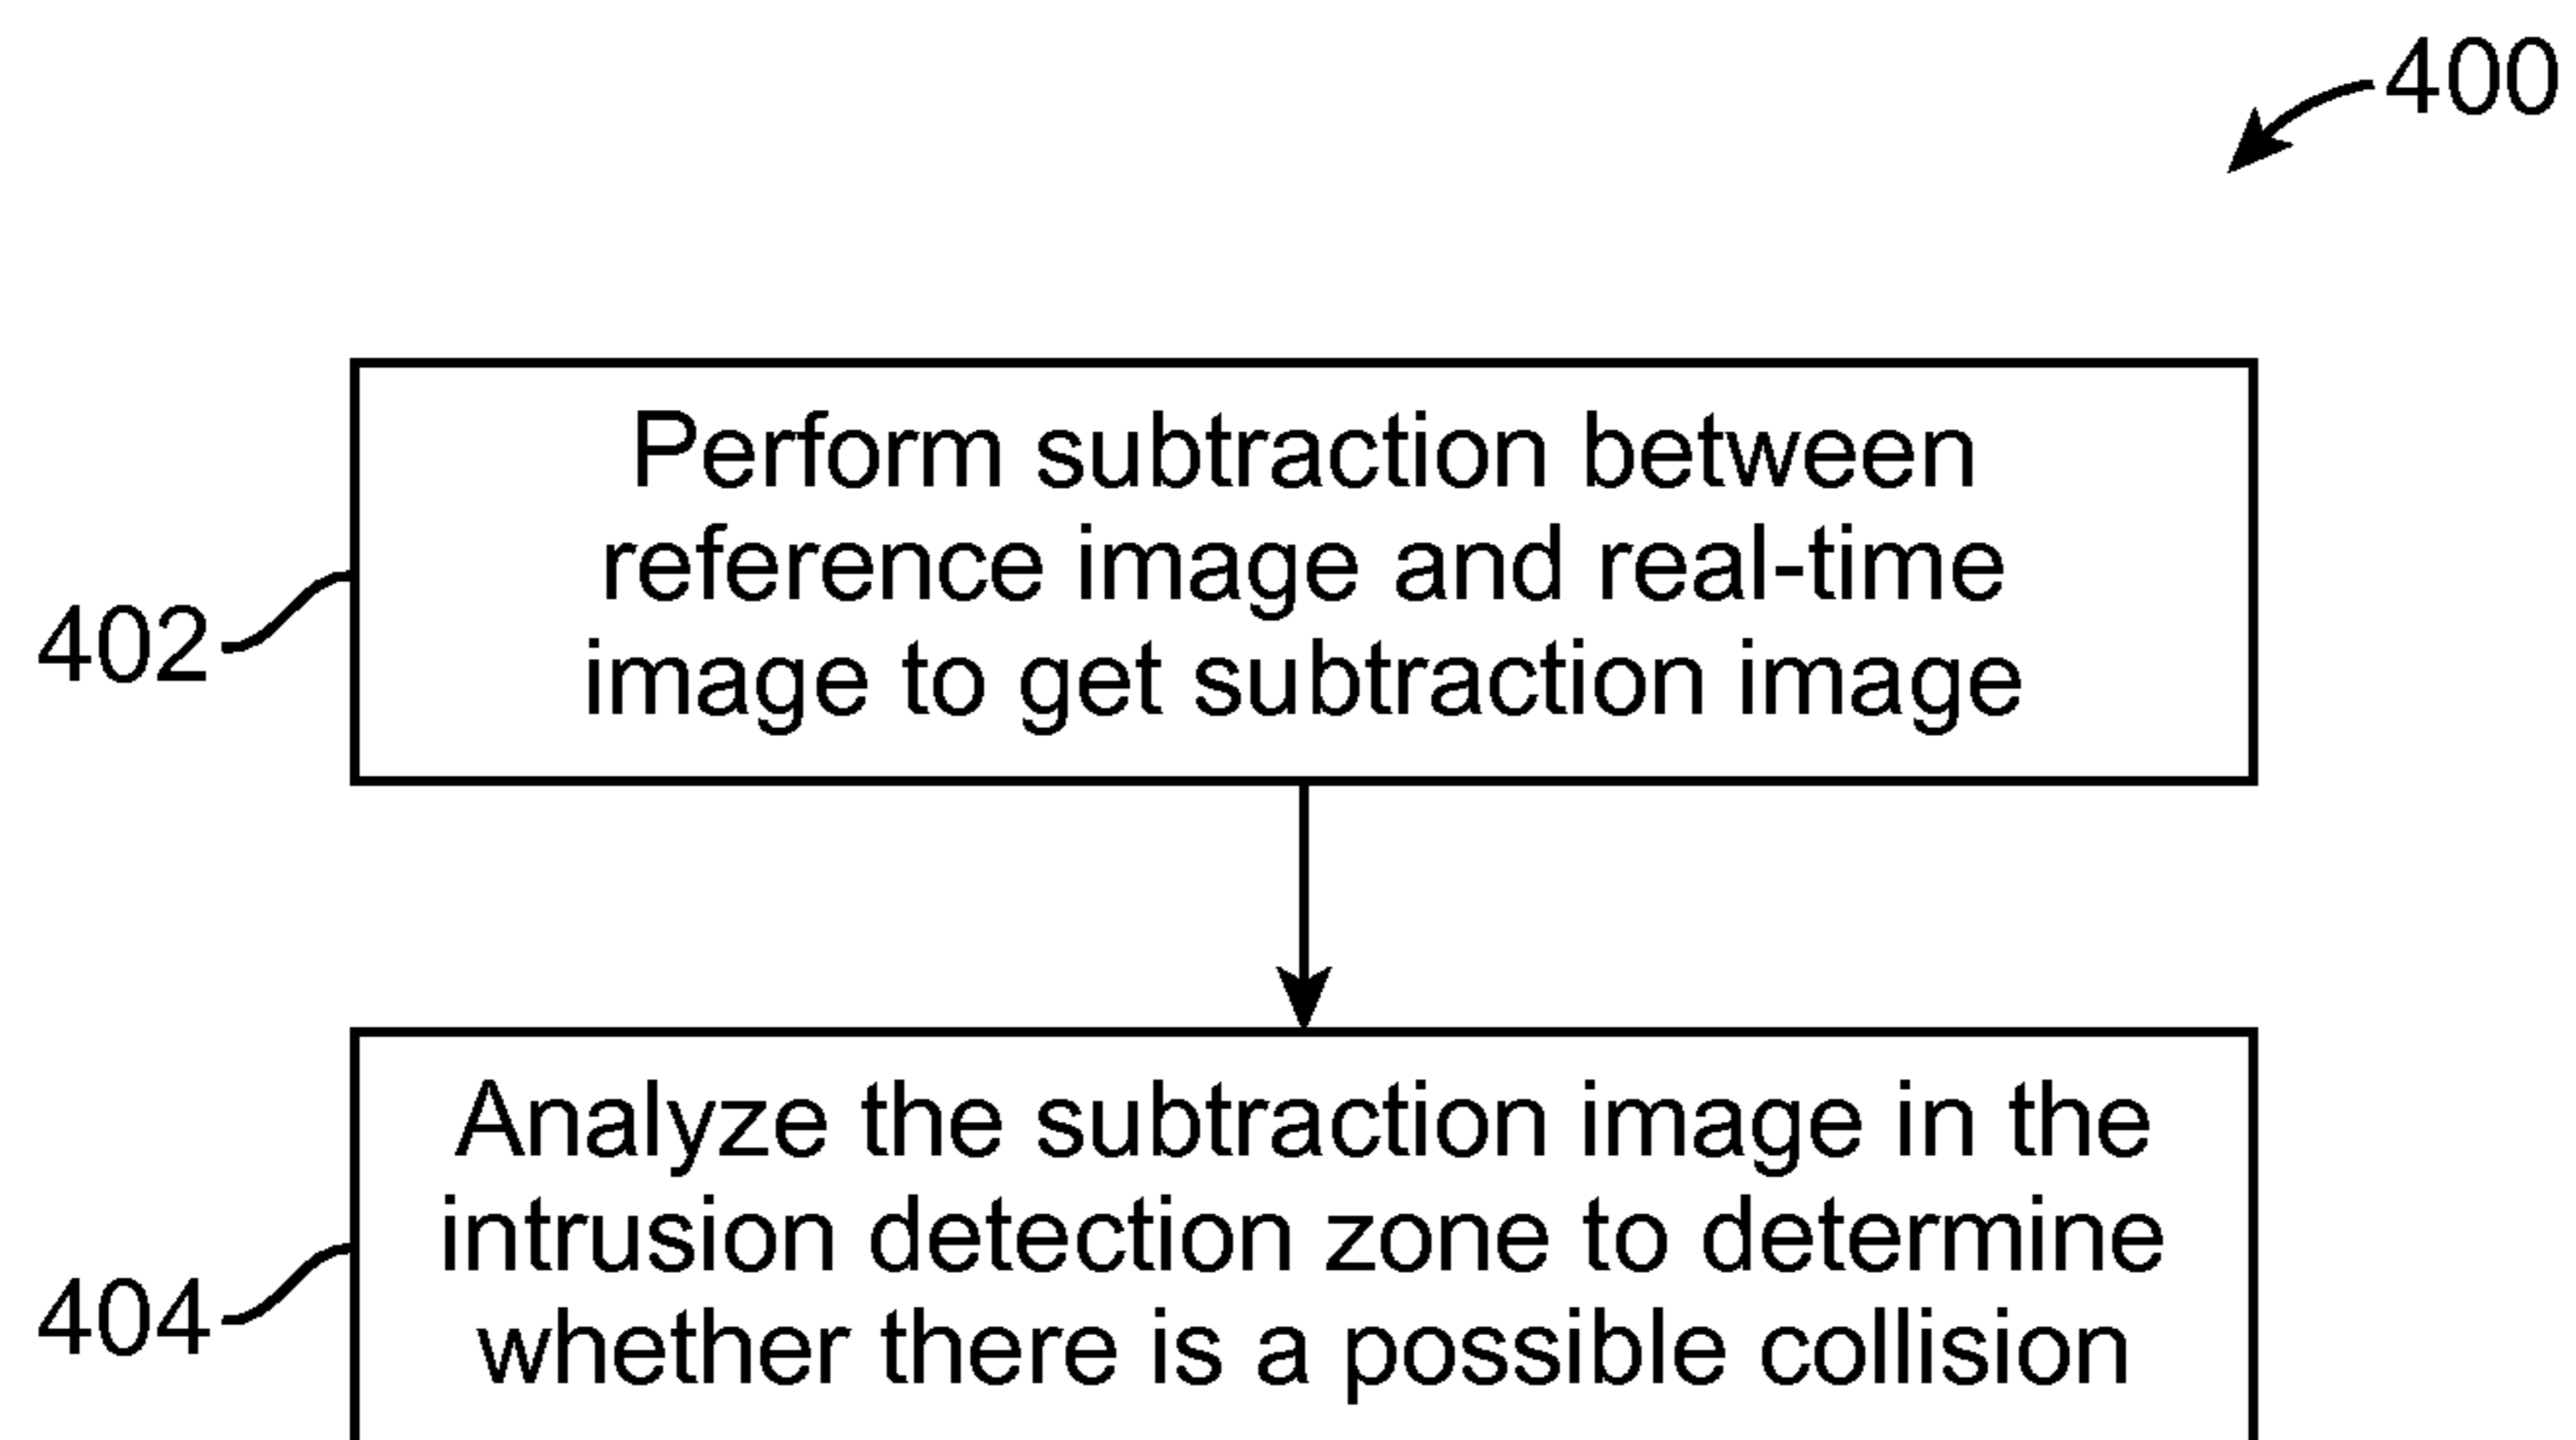 400
Perform subtraction between
reference image and real-time
image to get subtraction image
402
Analyze the subtraction image in the
intrusion detection zone to determine
whether there is a possible collision
404